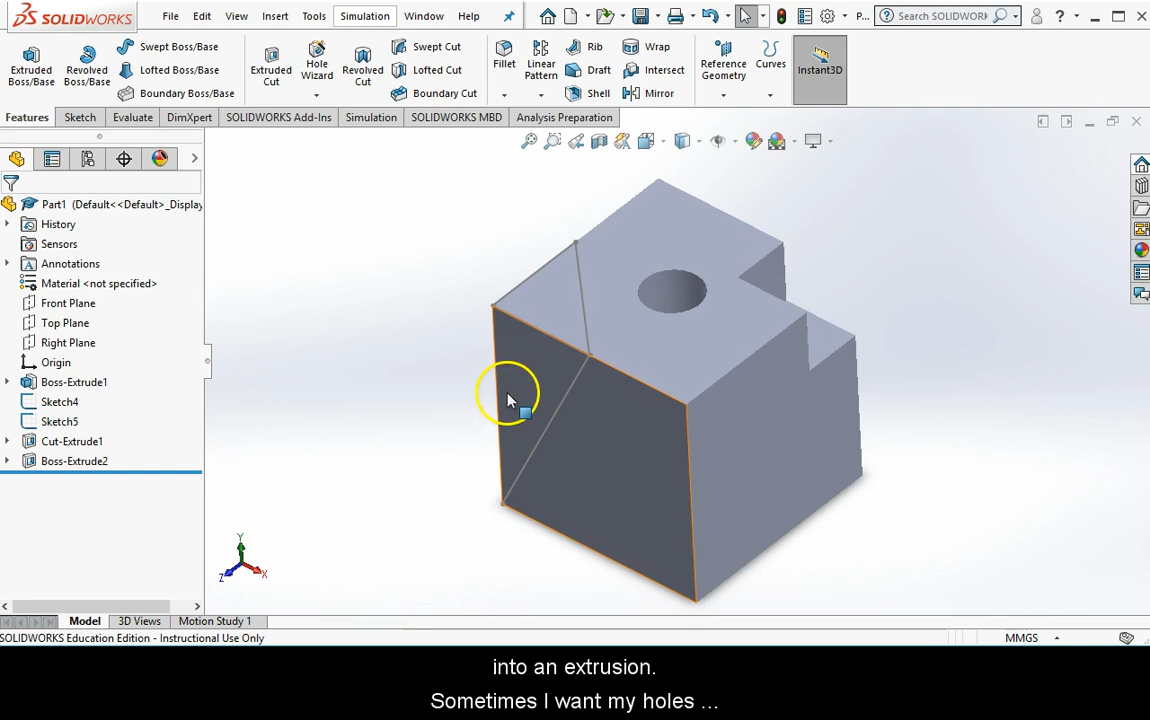 SOLIDWORKS
File Edit View Insert Tools Simulation Window Help
P... Search SOLIDWORK ?
Extruded Boss/Base
Revolved Boss/Base
Swept Boss/Base
Lofted Boss/Base
Boundary Boss/Base
Extruded Cut
Hole Wizard
Revolved Cut
Swept Cut
Lofted Cut
Boundary Cut
Fillet
Linear Pattern
Rib
Draft
Shell
Wrap
Intersect
Mirror
Reference Geometry
Curves
Instant3D
Features Sketch Evaluate DimXpert SOLIDWORKS Add-Ins Simulation SOLIDWORKS MBD Analysis Preparation
Part1 (Default<<Default>_Display
History
Sensors
Annotations
Material <not specified>
Front Plane
Top Plane
Right Plane
Origin
Boss-Extrude1
Sketch4
Sketch5
Cut-Extrude1
Boss-Extrude2
Y
Z X
Model 3D Views Motion Study 1
SOLIDWORKS Education Edition - Instructional Use Only
MMGS
into an extrusion.
Sometimes I want my holes ...